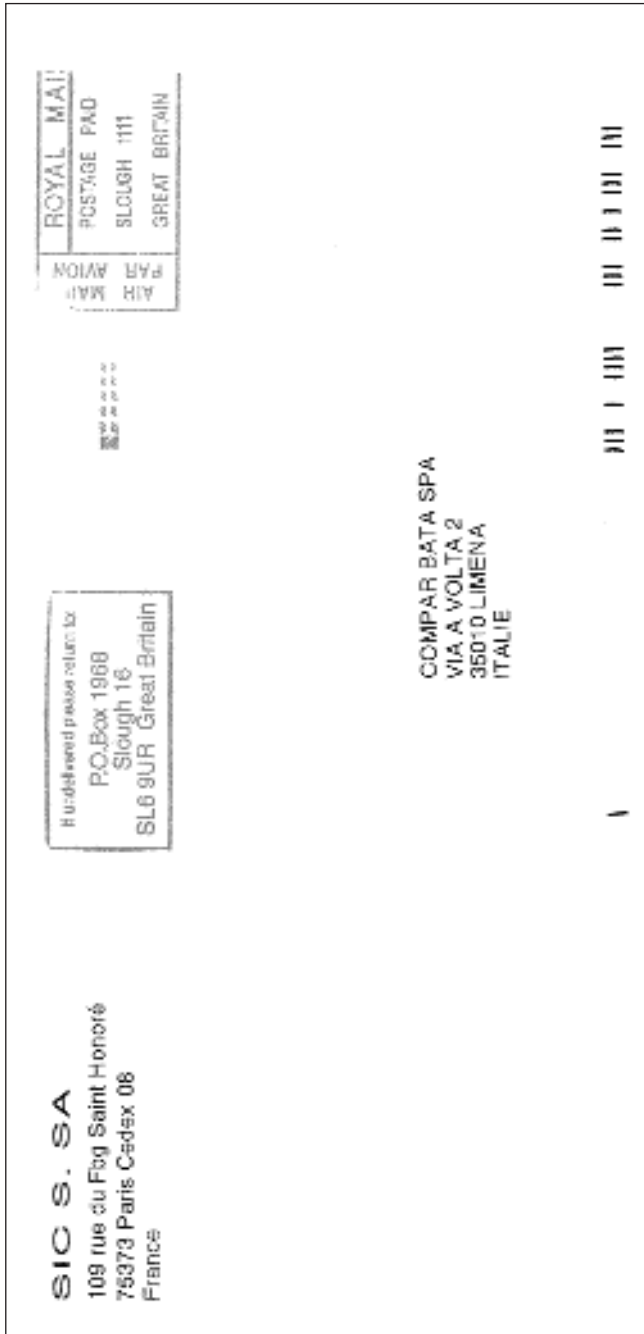 SIC S. SA
109 rue du Fbg Saint Honoré
75373 Paris Cedex 08
France
If undelivered please return to:
P.O.Box 1968
Slough 16
SL6 9UR Great Britain
AIR MAIL
PAR AVION
ROYAL MAIL
POSTAGE PAID
SLOUGH 1111
GREAT BRITAIN
COMPAR BATA SPA
VIA A VOLTA 2
35010 LIMENA
ITALIE